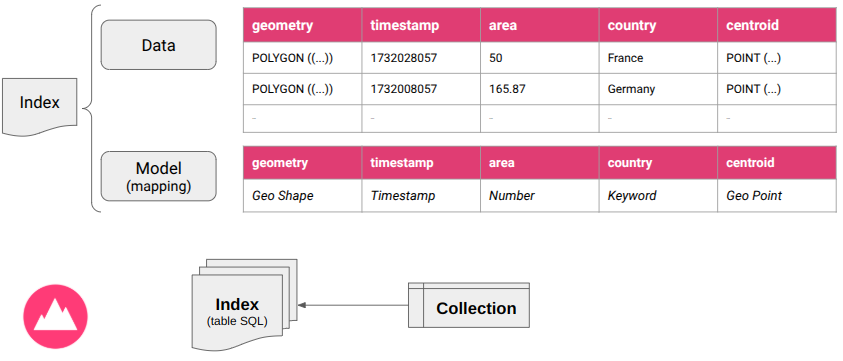 Index
Data
geometry timestamp area country centroid
POLYGON ((...)) 1732028057 50 France POINT (...)
POLYGON ((...)) 1732008057 165.87 Germany POINT (...)
- - - - -
Model
(mapping)
geometry timestamp area country centroid
Geo Shape Timestamp Number Keyword Geo Point
Index
(table SQL)
Collection